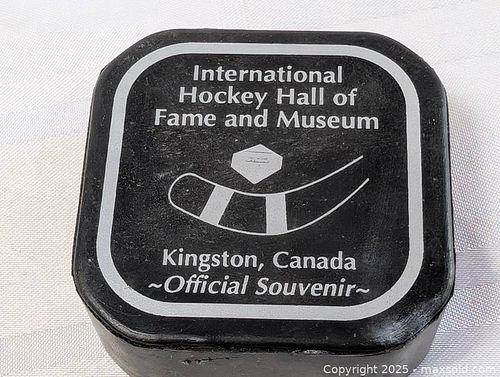 International
Hockey Hall of
Fame and Museum
Kingston, Canada
~Official Souvenir~
Copyright 2025 - maxsold.com